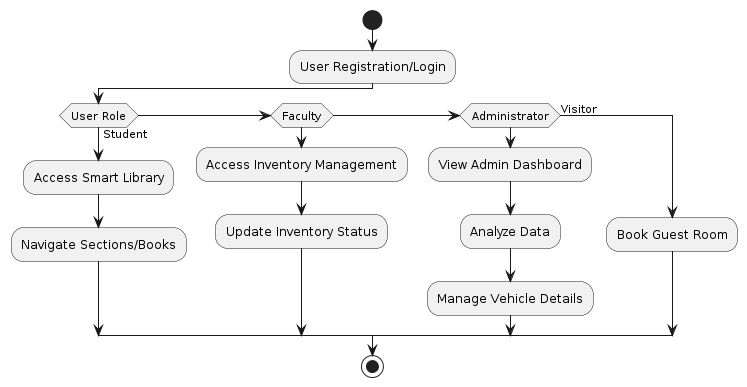 User Registration/Login
User Role
Faculty
Administrator
Visitor
Student
Access Smart Library
Access Inventory Management
View Admin Dashboard
Navigate Sections/Books
Update Inventory Status
Analyze Data
Book Guest Room
Manage Vehicle Details